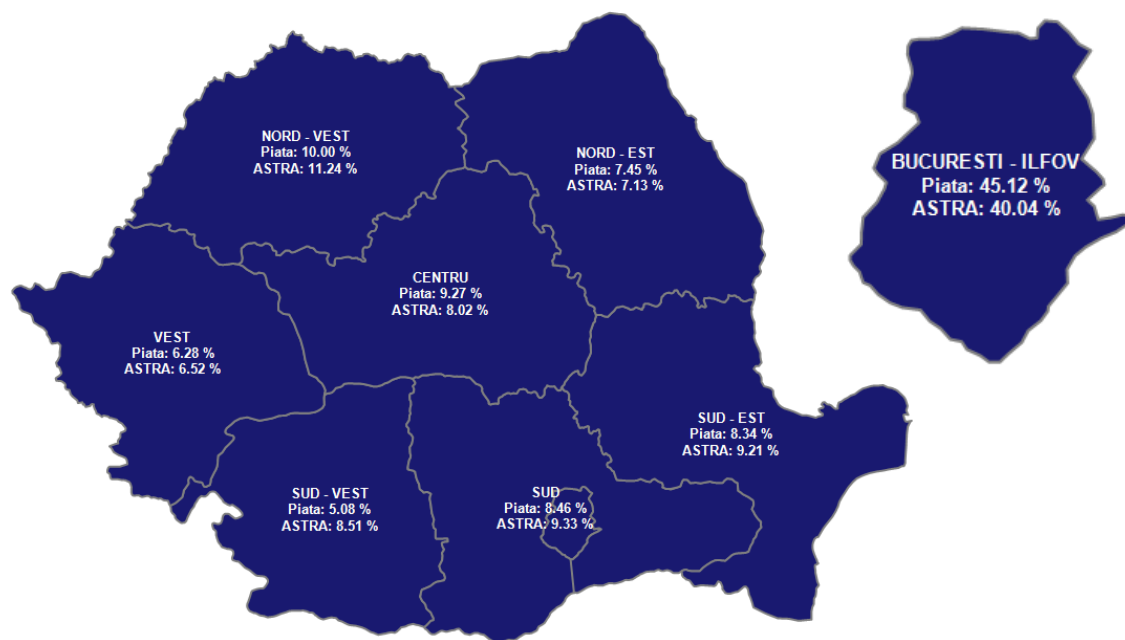 NORD - VEST
Piata: 10.00 %
ASTRA: 11.24 %
NORD - EST
Piata: 7.45 %
ASTRA: 7.13 %
BUCURESTI - ILFOV
Piata: 45.12 %
ASTRA: 40.04 %
CENTRU
Piata: 9.27 %
ASTRA: 8.02 %
VEST
Piata: 6.28 %
ASTRA: 6.52 %
SUD - EST
Piata: 8.34 %
ASTRA: 9.21 %
SUD - VEST
Piata: 5.08 %
ASTRA: 8.51 %
SUD
Piata: 8.46 %
ASTRA: 9.33 %